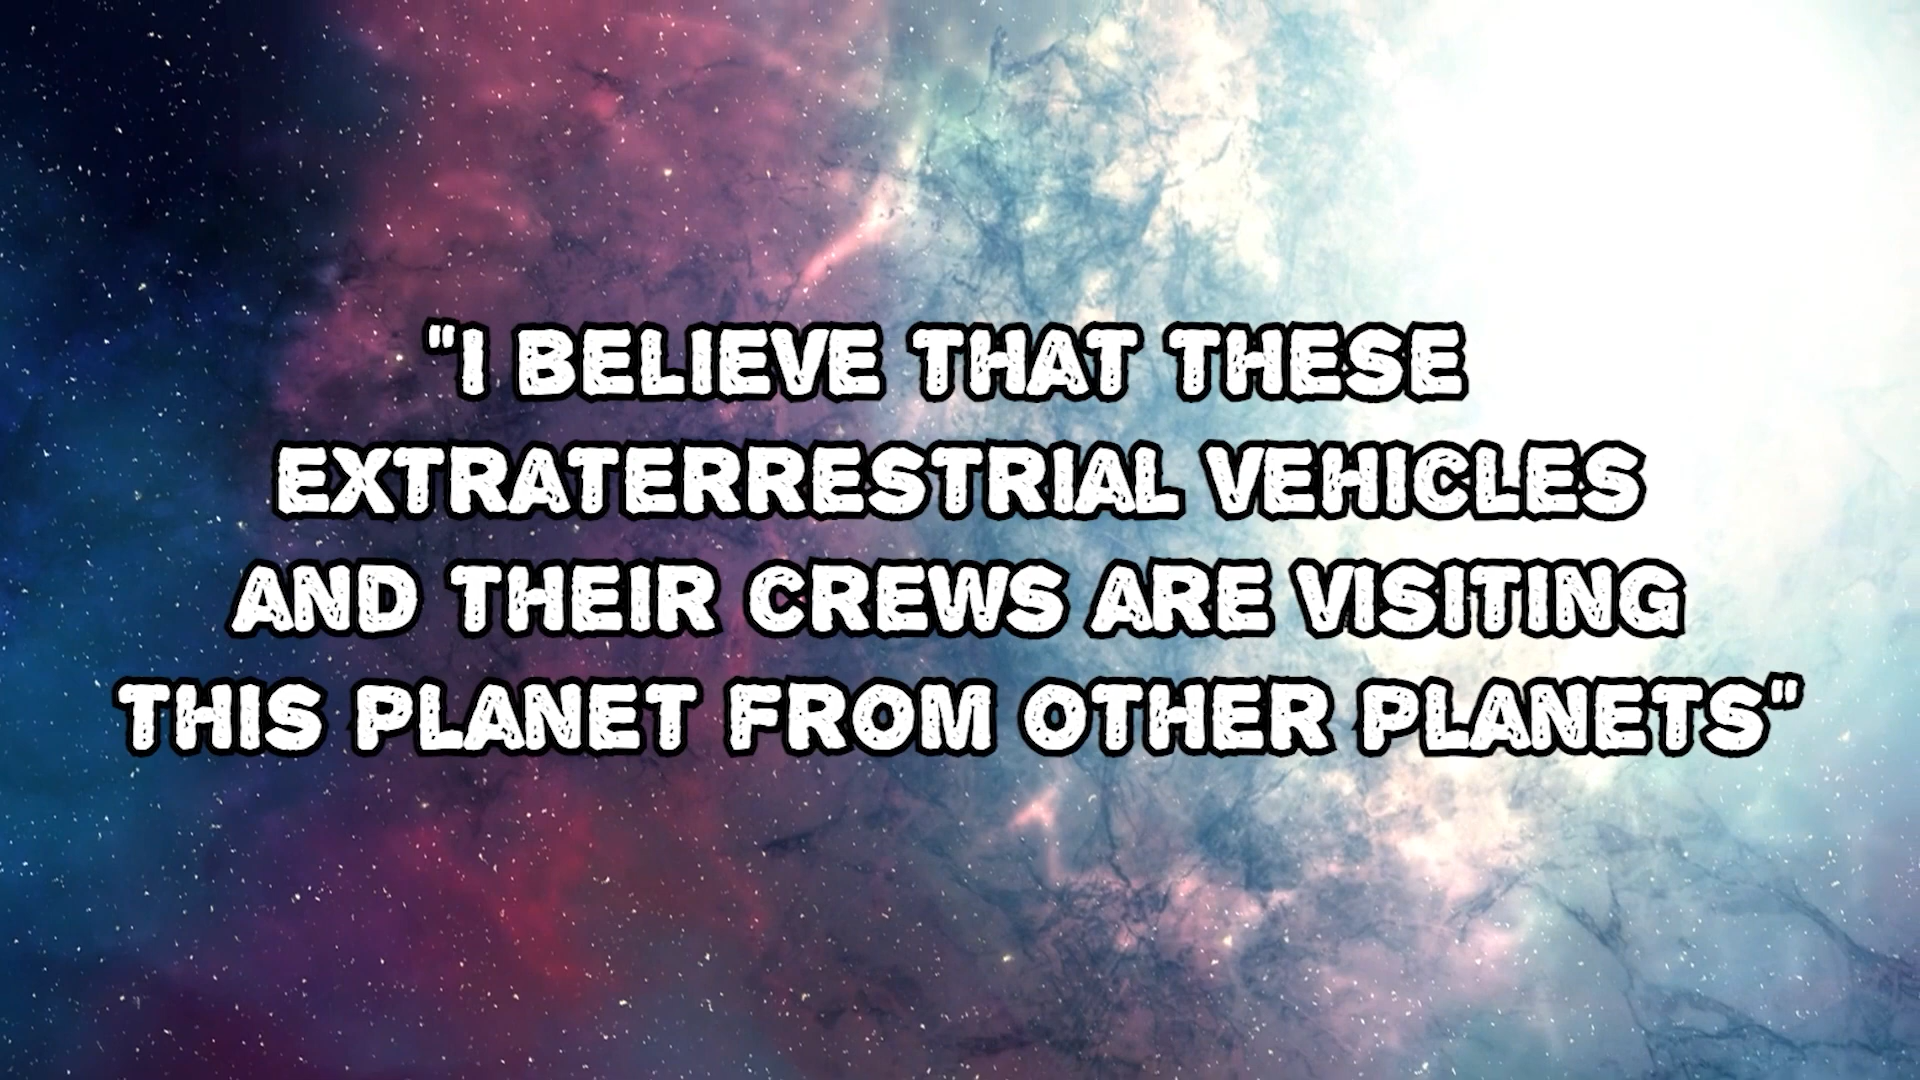 "I BELIEVE THAT THESE
EXTRATERRESTRIAL VEHICLES
AND THEIR CREWS ARE VISITING
THIS PLANET FROM OTHER PLANETS"